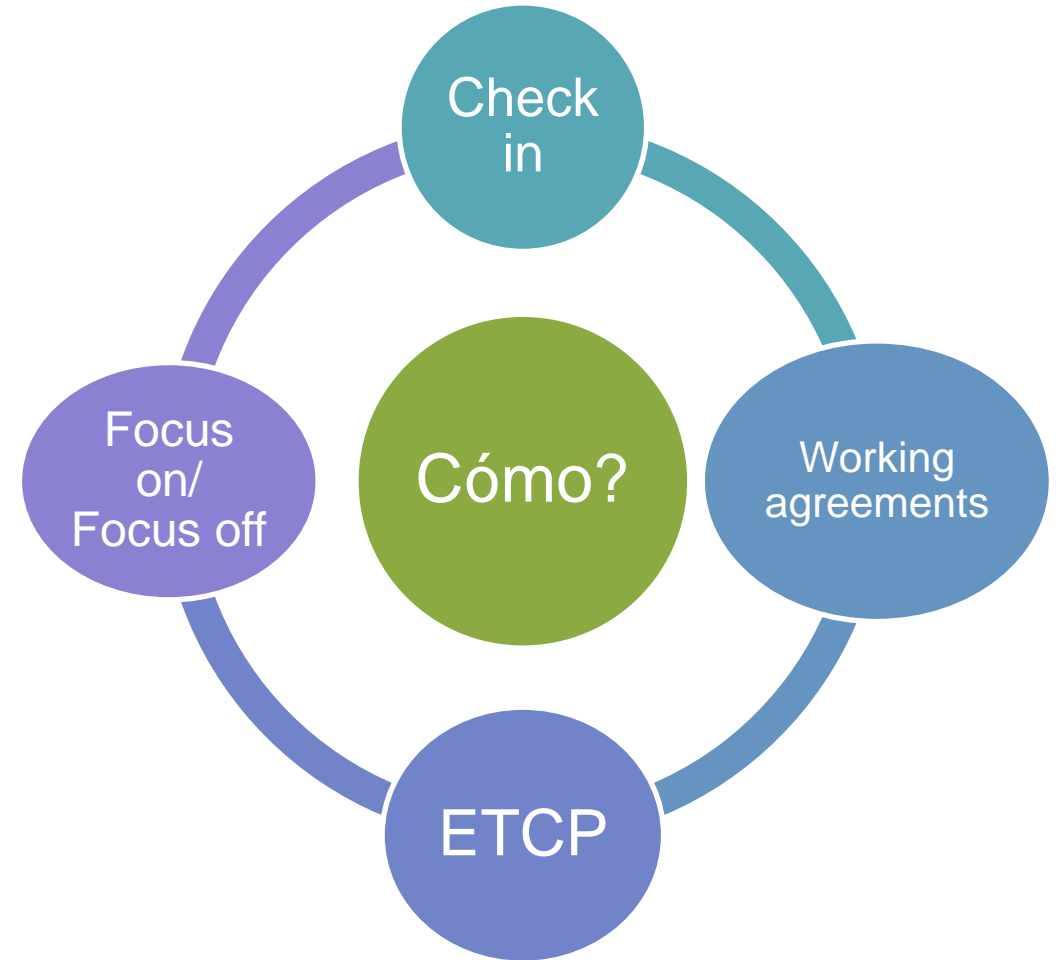 Check
in
Focus
on/
Focus off
Cómo?
Working
agreements
ETCP